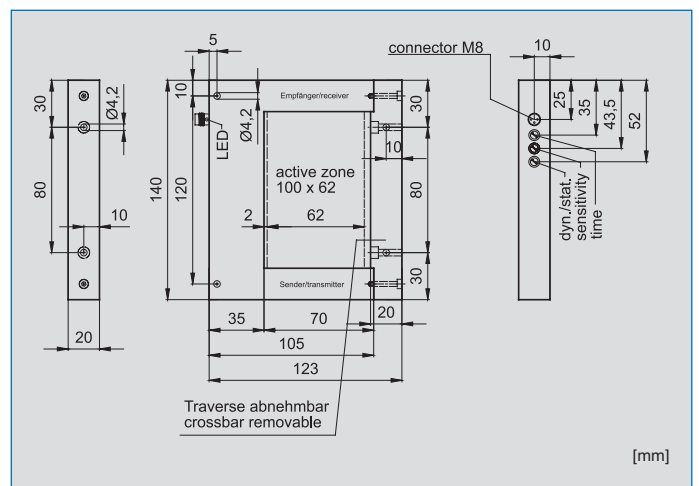 5
connector M8
10
30
Ø4,2
10
Empfänger/receiver
30
25
35
43,5
52
LED
Ø4,2
10
80
140
120
active zone
100 x 62
80
10
2
62
dyn./stat.
sensitivity
time
Sender/transmitter
30
35
70
20
20
105
123
Traverse abnehmbar
crossbar removable
[mm]